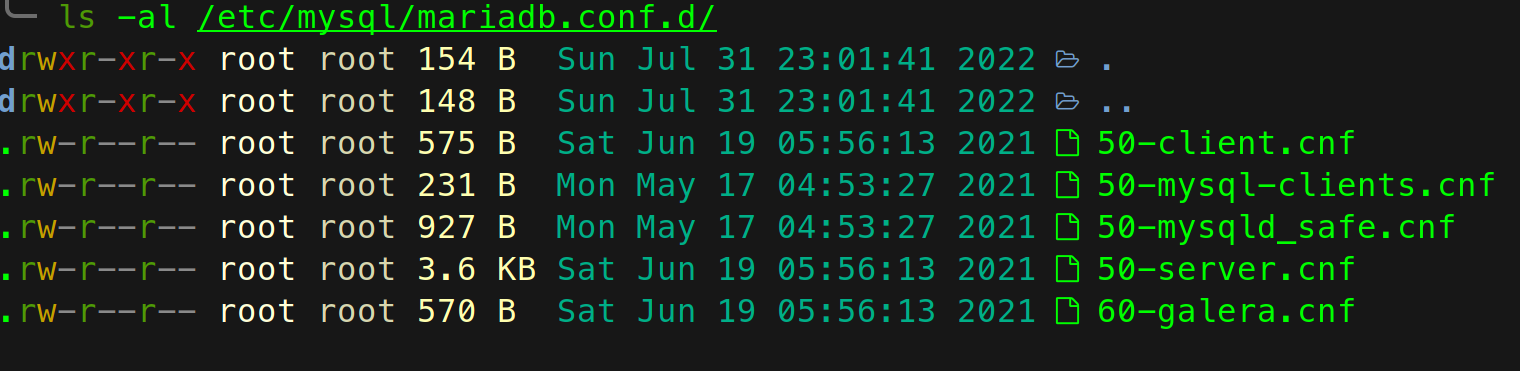 ls -al /etc/mysql/mariadb.conf.d/
drwxr-xr-x root root 154 B Sun Jul 31 23:01:41 2022 .
drwxr-xr-x root root 148 B Sun Jul 31 23:01:41 2022 ..
.rw-r--r-- root root 575 B Sat Jun 19 05:56:13 2021 50-client.cnf
.rw-r--r-- root root 231 B Mon May 17 04:53:27 2021 50-mysql-clients.cnf
.rw-r--r-- root root 927 B Mon May 17 04:53:27 2021 50-mysqld_safe.cnf
.rw-r--r-- root root 3.6 KB Sat Jun 19 05:56:13 2021 50-server.cnf
.rw-r--r-- root root 570 B Sat Jun 19 05:56:13 2021 60-galera.cnf